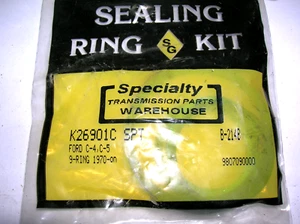 SEALING
RING SG KIT
Specialty
TRANSMISSION PARTS
WAREHOUSE
K26901C SPT B-2148
FORD C-4,C-5
9-RING 1970-on 9807090000